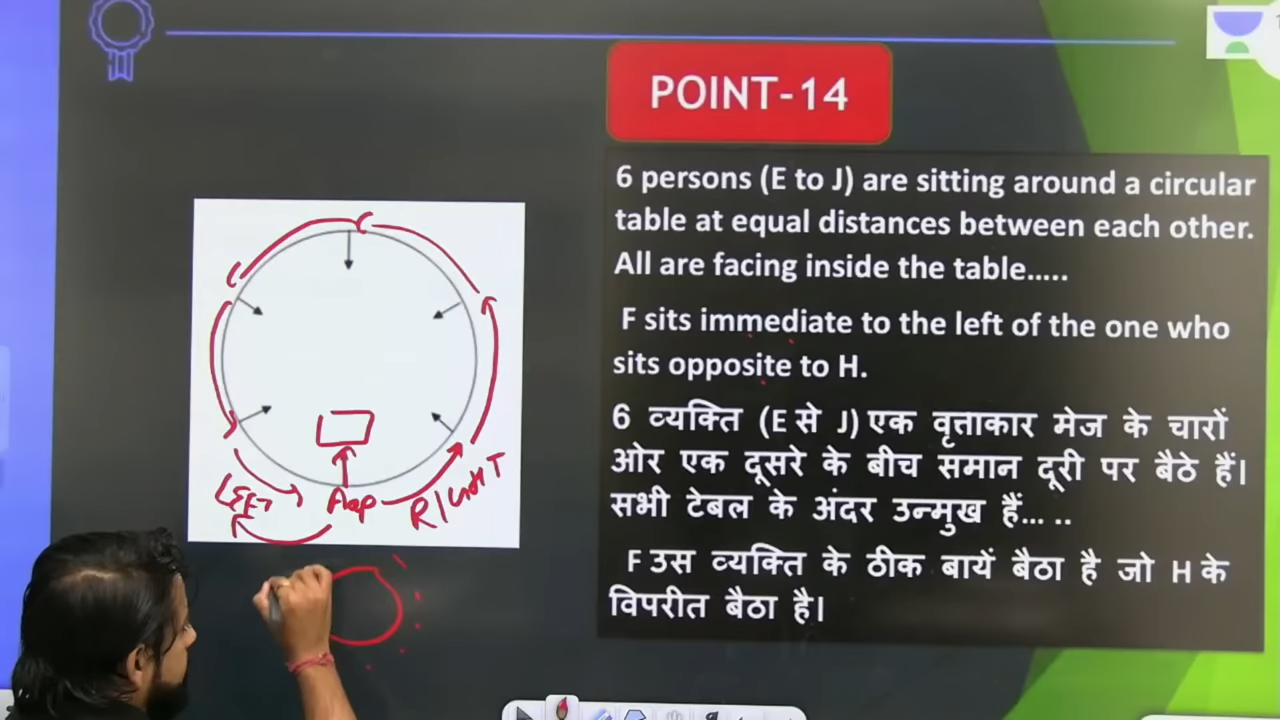 POINT-14
6 persons (E to J) are sitting around a circular
table at equal distances between each other.
All are facing inside the table.....
F sits immediate to the left of the one who
sits opposite to H.
6 व्यक्ति (E से J) एक वृत्ताकार मेज के चारों
ओर एक दूसरे के बीच समान दूरी पर बैठे हैं।
सभी टेबल के अंदर उन्मुख हैं... ..
F उस व्यक्ति के ठीक बायें बैठा है जो H के
विपरीत बैठा है।
LEFT Aap RIGHT